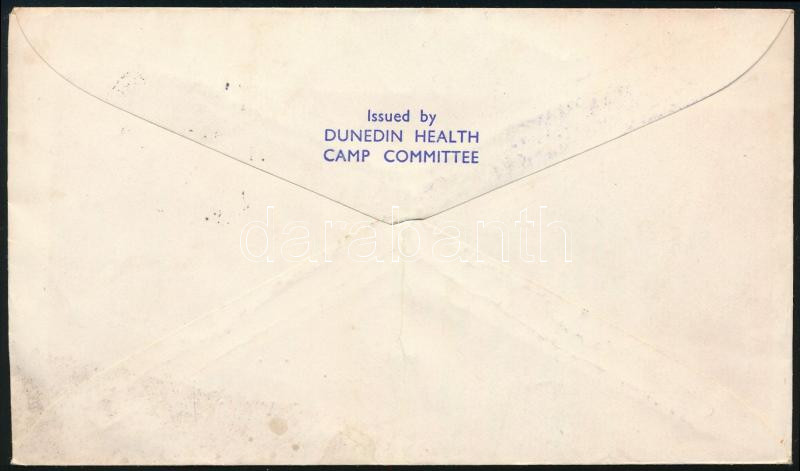 Issued by
DUNEDIN HEALTH
CAMP COMMITTEE
darabanth